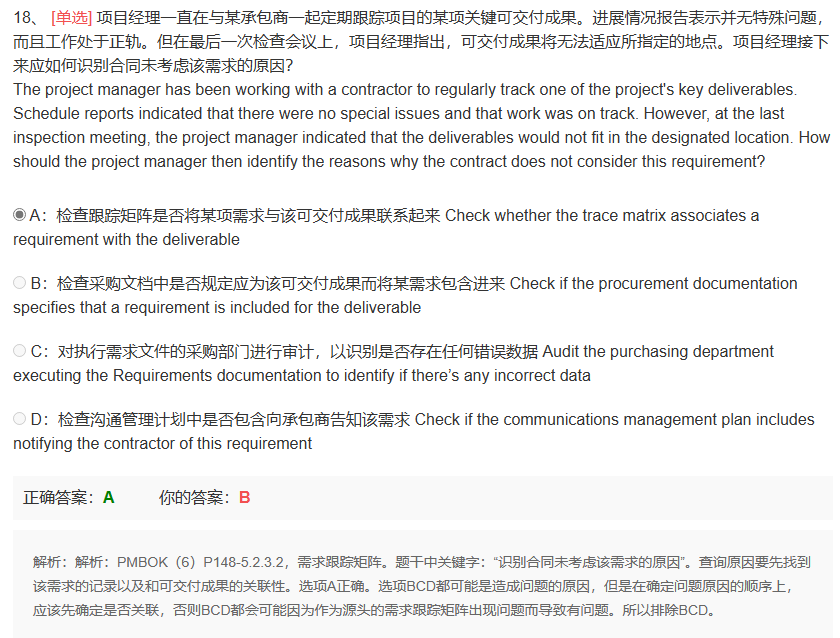 18、 [单选] 项目经理一直在与某承包商一起定期跟踪项目的某项关键可交付成果。进展情况报告表示并无特殊问题，
而且工作处于正轨。但在最后一次检查会议上，项目经理指出，可交付成果将无法适应所指定的地点。项目经理接下
来应如何识别合同未考虑该需求的原因?
The project manager has been working with a contractor to regularly track one of the project's key deliverables.
Schedule reports indicated that there were no special issues and that work was on track. However, at the last
inspection meeting, the project manager indicated that the deliverables would not fit in the designated location. How
should the project manager then identify the reasons why the contract does not consider this requirement?
A：检查跟踪矩阵是否将某项需求与该可交付成果联系起来 Check whether the trace matrix associates a
requirement with the deliverable
B：检查采购文档中是否规定应为该可交付成果而将某需求包含进来 Check if the procurement documentation
specifies that a requirement is included for the deliverable
C：对执行需求文件的采购部门进行审计，以识别是否存在任何错误数据 Audit the purchasing department
executing the Requirements documentation to identify if there’s any incorrect data
D：检查沟通管理计划中是否包含向承包商告知该需求 Check if the communications management plan includes
notifying the contractor of this requirement
正确答案：A 你的答案：B
解析：解析：PMBOK（6）P148-5.2.3.2，需求跟踪矩阵。题干中关键字：“识别合同未考虑该需求的原因”。查询原因要先找到
该需求的记录以及和可交付成果的关联性。选项A正确。选项BCD都可能是造成问题的原因，但是在确定问题原因的顺序上，
应该先确定是否关联，否则BCD都会可能因为作为源头的需求跟踪矩阵出现问题而导致有问题。所以排除BCD。